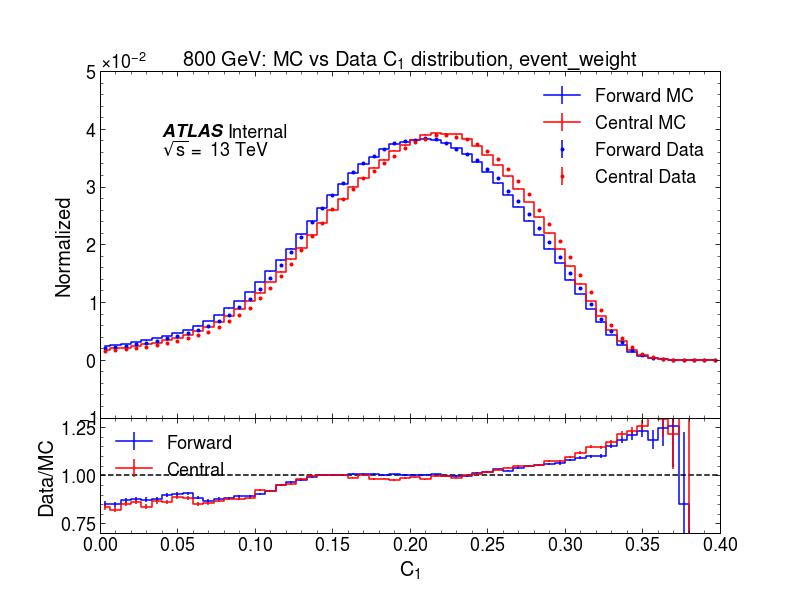 ×10⁻² 800 GeV: MC vs Data C₁ distribution, event_weight
5
Forward MC
ATLAS Internal
Central MC
4
√s = 13 TeV
Forward Data
Central Data
3
Normalized
2
1
0
−1
1.25
Forward
Central
1.00
Data/MC
0.75
0.00 0.05 0.10 0.15 0.20 0.25 0.30 0.35 0.40
C₁